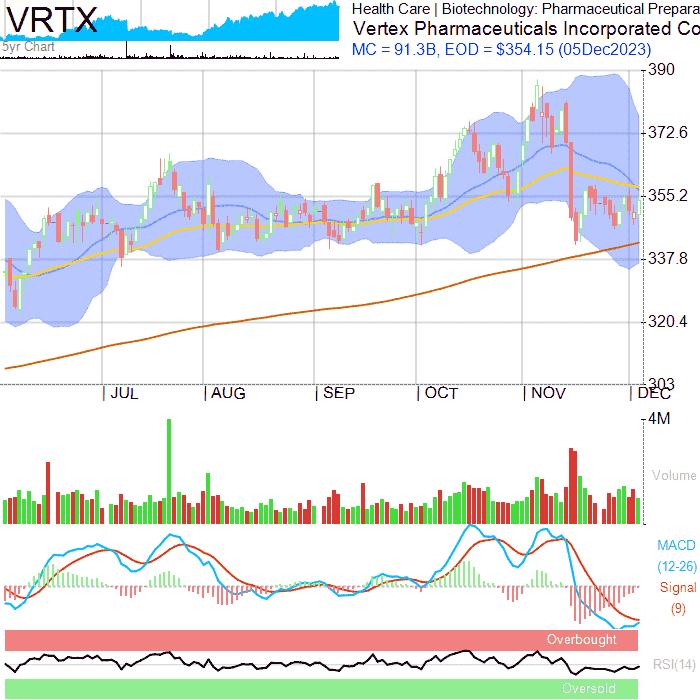 VRTX
Health Care | Biotechnology: Pharmaceutical Prepara
Vertex Pharmaceuticals Incorporated Co
MC = 91.3B, EOD = $354.15 (05Dec2023)
5yr Chart
390
372.6
355.2
337.8
320.4
303
JUL AUG SEP OCT NOV DEC
4M
Volume
MACD
(12-26)
Signal
(9)
Overbought
RSI(14)
Oversold